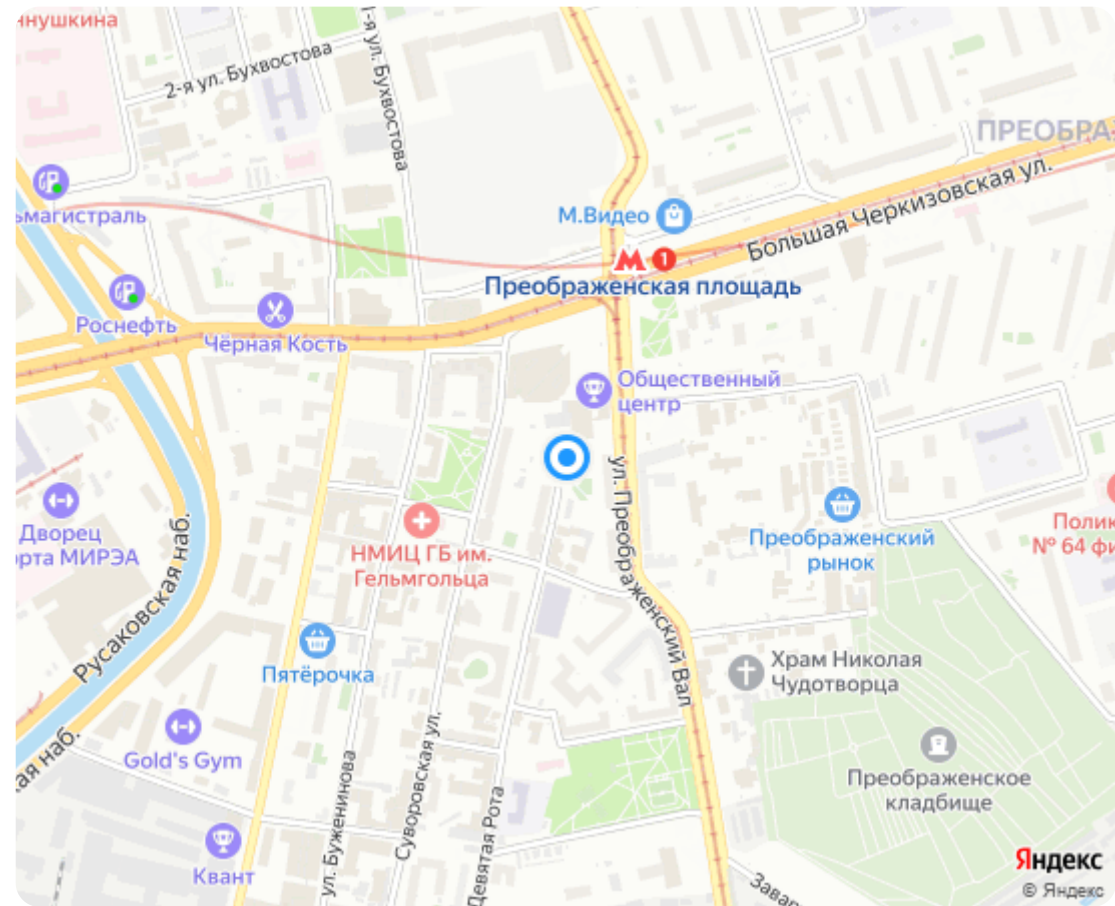 ннушкина
2-я ул. Бухвостова
-я ул. Бухвостова
ПРЕОБРА
ьмагистраль
М.Видео
Большая Черкизовская ул.
М 1
Преображенская площадь
Роснефть
Чёрная Кость
Общественный
центр
ул. Преображенский Вал
Дворец
орта МИРЭА
НМИЦ ГБ им.
Гельмгольца
Преображенский
рынок
Полик
№ 64 фи
Русаковская наб.
Пятёрочка
Храм Николая
Чудотворца
ая наб.
Gold's Gym
ул. Буженинова
Суворовская ул.
Девятая Рота
Преображенское
кладбище
Квант
Завар
Яндекс
© Яндекс